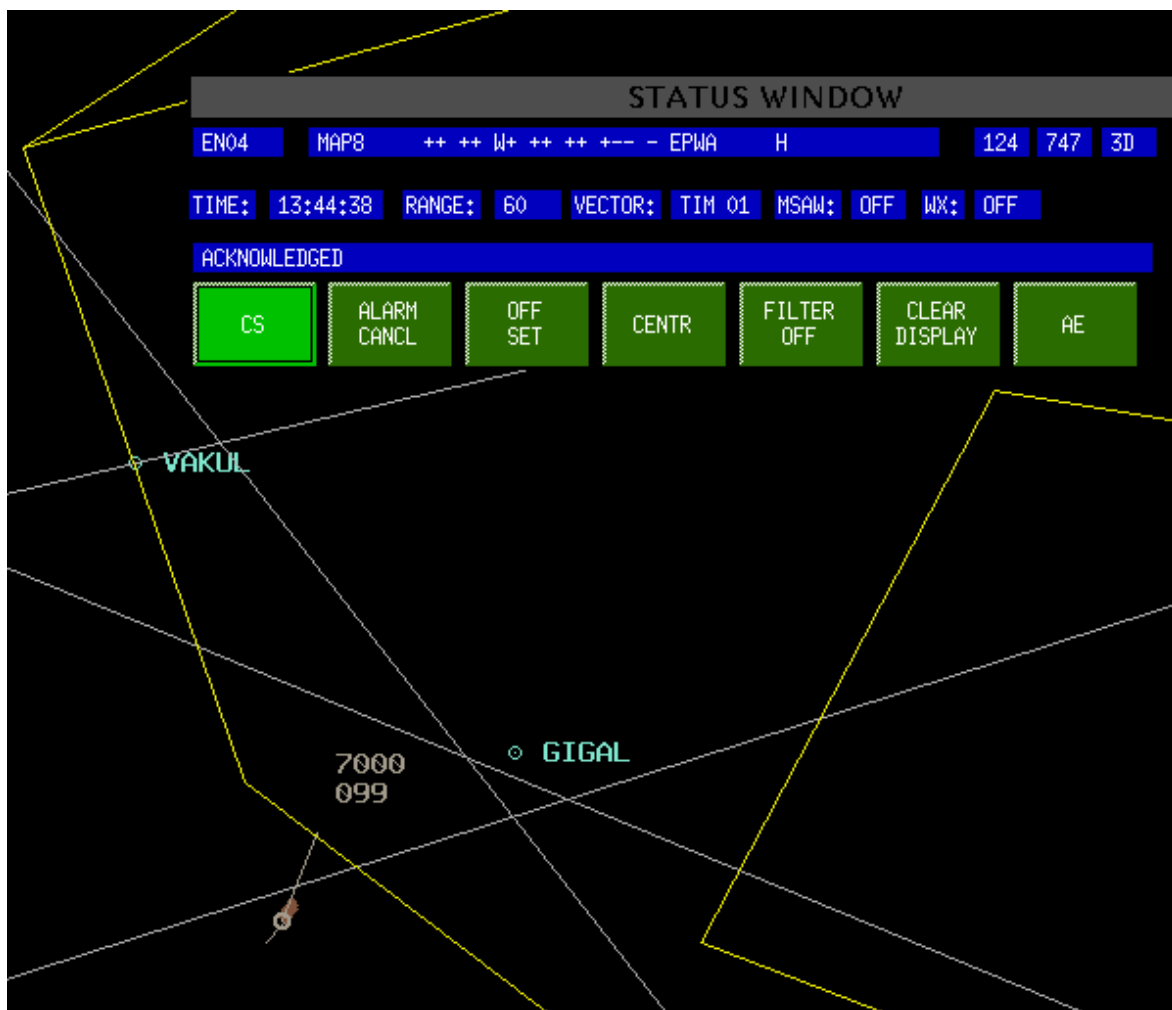 STATUS WINDOW
EN04 MAP8 ++ ++ W+ ++ ++ +-- - EPWA H 124 747 3D
TIME: 13:44:38 RANGE: 60 VECTOR: TIM 01 MSAW: OFF WX: OFF
ACKNOWLEDGED
CS ALARM CANCL OFF SET CENTR FILTER OFF CLEAR DISPLAY AE
VAKUL
GIGAL
7000
099